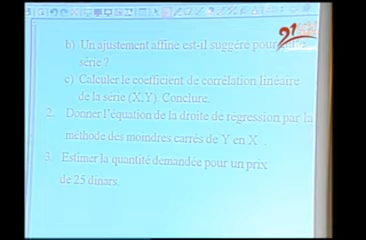 b) Un ajustement affine est-il suggéré pour
série ?
c) Calculer le coefficient de corrélation linéaire
de la série (X,Y). Conclure.
2. Donner l'équation de la droite de régression par la
méthode des moindres carrés de Y en X .
3. Estimer la quantité demandée pour un prix
de 25 dinars.